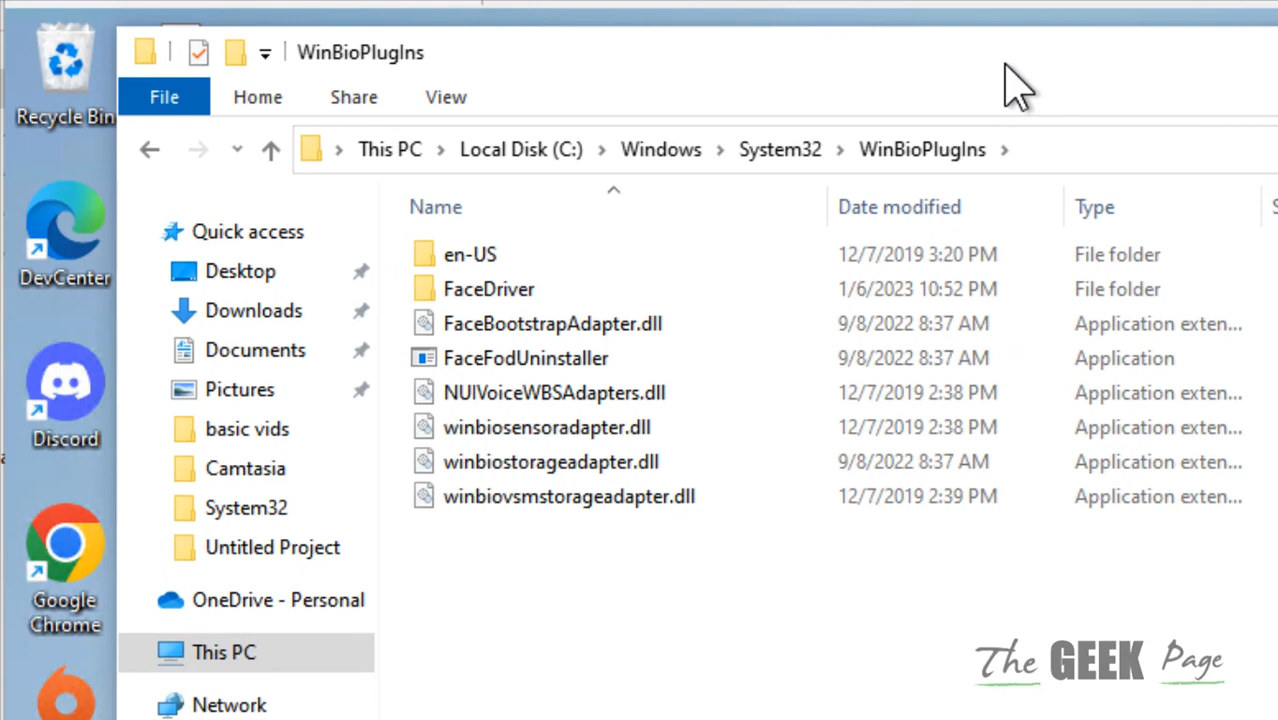 WinBioPlugIns
File Home Share View
This PC Local Disk (C:) Windows System32 WinBioPlugIns
Recycle Bin
DevCenter
Discord
Google
Chrome
Quick access
Desktop
Downloads
Documents
Pictures
basic vids
Camtasia
System32
Untitled Project
OneDrive - Personal
This PC
Network
Name Date modified Type S
en-US 12/7/2019 3:20 PM File folder
FaceDriver 1/6/2023 10:52 PM File folder
FaceBootstrapAdapter.dll 9/8/2022 8:37 AM Application exten...
FaceFodUninstaller 9/8/2022 8:37 AM Application
NUIVoiceWBSAdapters.dll 12/7/2019 2:38 PM Application exten...
winbiosensoradapter.dll 12/7/2019 2:38 PM Application exten...
winbiostorageadapter.dll 9/8/2022 8:37 AM Application exten...
winbiovsmstorageadapter.dll 12/7/2019 2:39 PM Application exten...
The GEEK Page